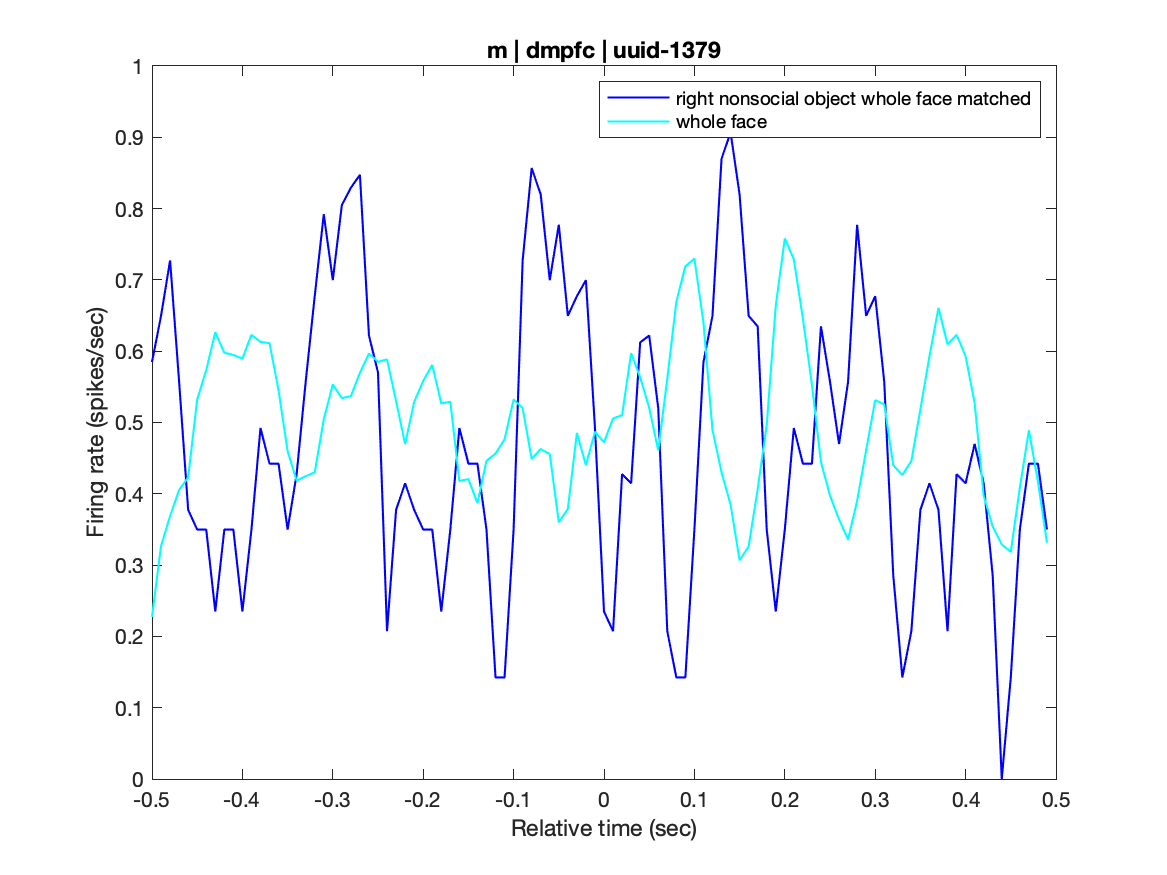 m | dmpfc | uuid-1379
right nonsocial object whole face matched
whole face
1
0.9
0.8
0.7
0.6
0.5
0.4
0.3
0.2
0.1
0
Firing rate (spikes/sec)
-0.5 -0.4 -0.3 -0.2 -0.1 0 0.1 0.2 0.3 0.4 0.5
Relative time (sec)